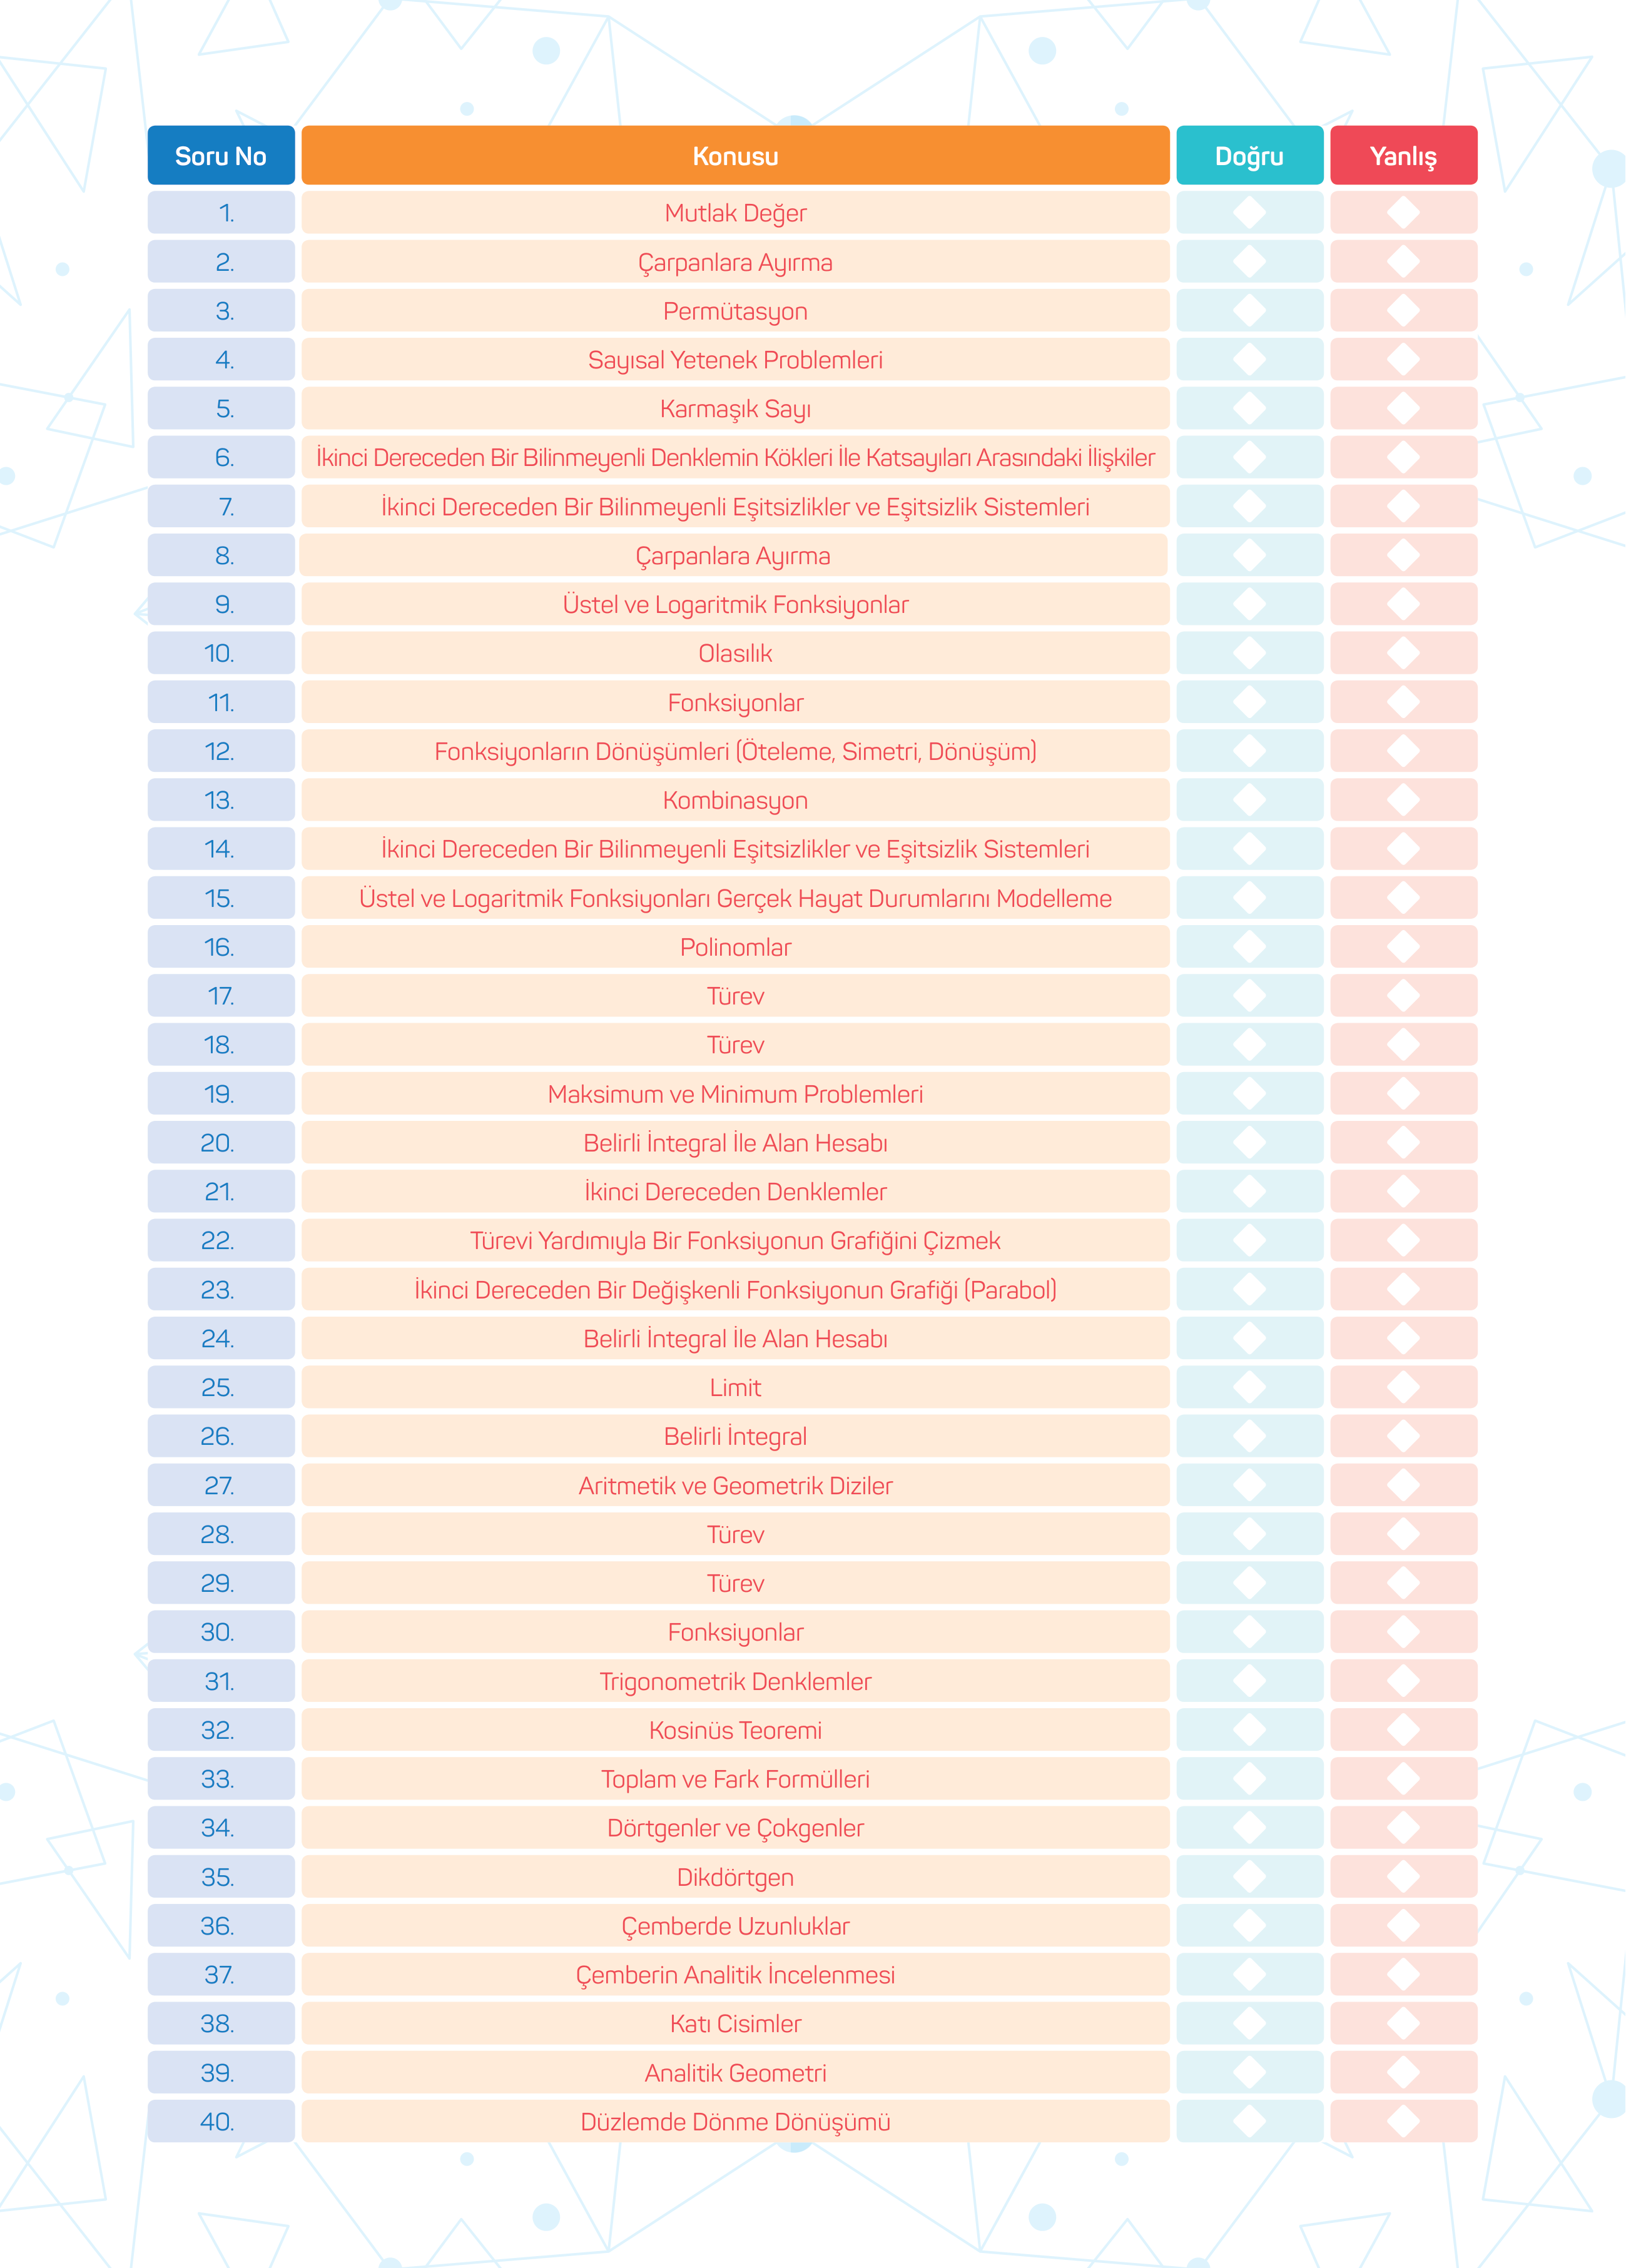 Soru No Konusu Doğru Yanlış
1. Mutlak Değer
2. Çarpanlara Ayırma
3. Permütasyon
4. Sayısal Yetenek Problemleri
5. Karmaşık Sayı
6. İkinci Dereceden Bir Bilinmeyenli Denklemin Kökleri İle Katsayıları Arasındaki İlişkiler
7. İkinci Dereceden Bir Bilinmeyenli Eşitsizlikler ve Eşitsizlik Sistemleri
8. Çarpanlara Ayırma
9. Üstel ve Logaritmik Fonksiyonlar
10. Olasılık
11. Fonksiyonlar
12. Fonksiyonların Dönüşümleri (Öteleme, Simetri, Dönüşüm)
13. Kombinasyon
14. İkinci Dereceden Bir Bilinmeyenli Eşitsizlikler ve Eşitsizlik Sistemleri
15. Üstel ve Logaritmik Fonksiyonları Gerçek Hayat Durumlarını Modelleme
16. Polinomlar
17. Türev
18. Türev
19. Maksimum ve Minimum Problemleri
20. Belirli İntegral İle Alan Hesabı
21. İkinci Dereceden Denklemler
22. Türevi Yardımıyla Bir Fonksiyonun Grafiğini Çizmek
23. İkinci Dereceden Bir Değişkenli Fonksiyonun Grafiği (Parabol)
24. Belirli İntegral İle Alan Hesabı
25. Limit
26. Belirli İntegral
27. Aritmetik ve Geometrik Diziler
28. Türev
29. Türev
30. Fonksiyonlar
31. Trigonometrik Denklemler
32. Kosinüs Teoremi
33. Toplam ve Fark Formülleri
34. Dörtgenler ve Çokgenler
35. Dikdörtgen
36. Çemberde Uzunluklar
37. Çemberin Analitik İncelenmesi
38. Katı Cisimler
39. Analitik Geometri
40. Düzlemde Dönme Dönüşümü